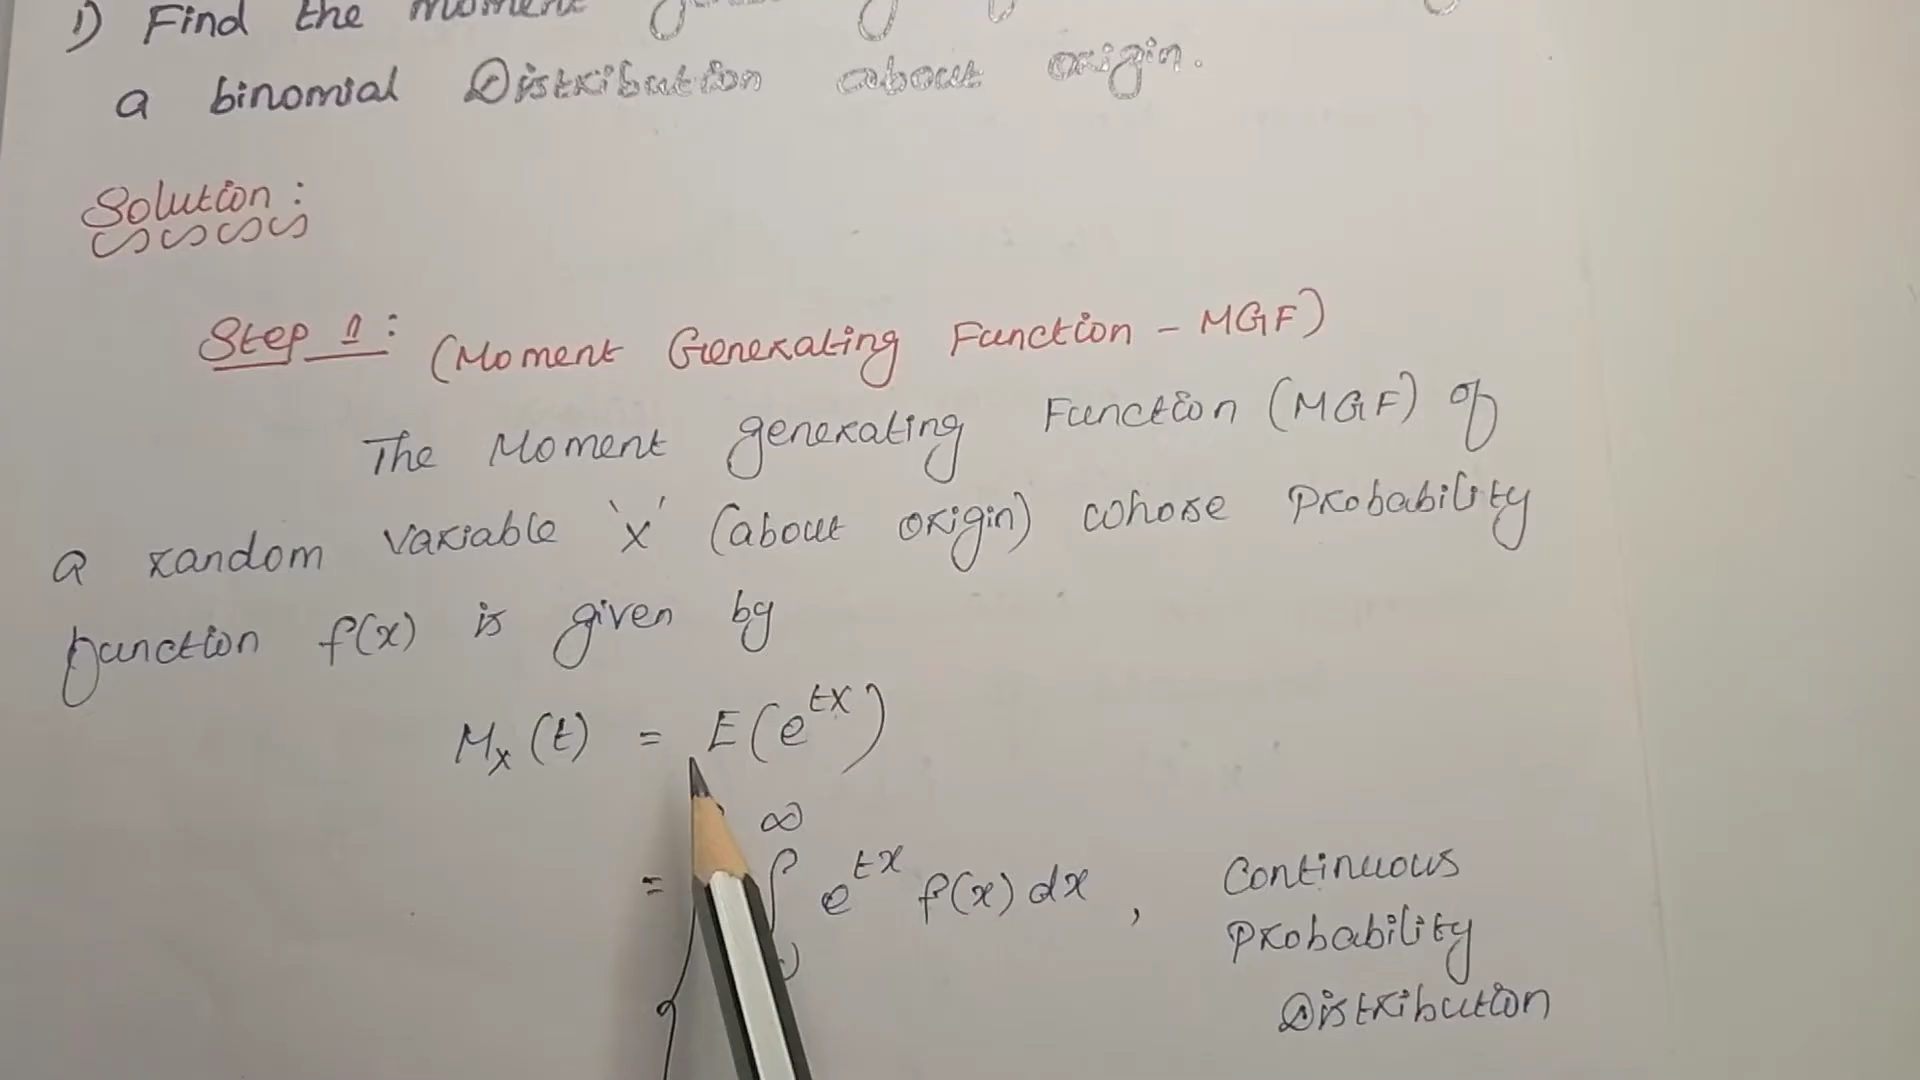 1) Find the Moment
a binomial Distribution about origin.
Solution:
Step 1: (Moment Generating Function - MGF)
The Moment generating Function (MGF) of
a random variable 'x' (about origin) whose probability
function f(x) is given by
Mx(t) = E(e^tx)
= ∞ ∫ e^tx f(x) dx , Continuous
Probability
Distribution